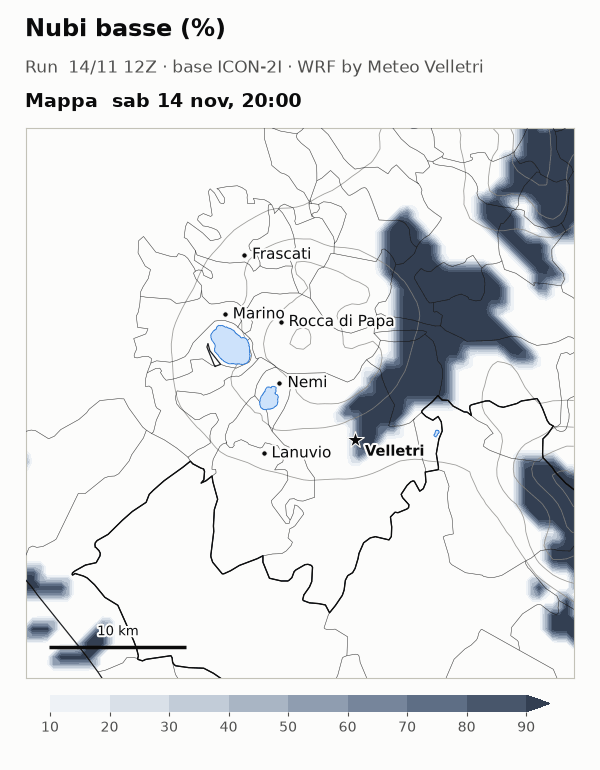 Nubi basse (%)
Run 14/11 12Z · base ICON-2I · WRF by Meteo Velletri
Mappa sab 14 nov, 20:00
Frascati
Marino
Rocca di Papa
Nemi
Velletri
Lanuvio
10 km
10 20 30 40 50 60 70 80 90